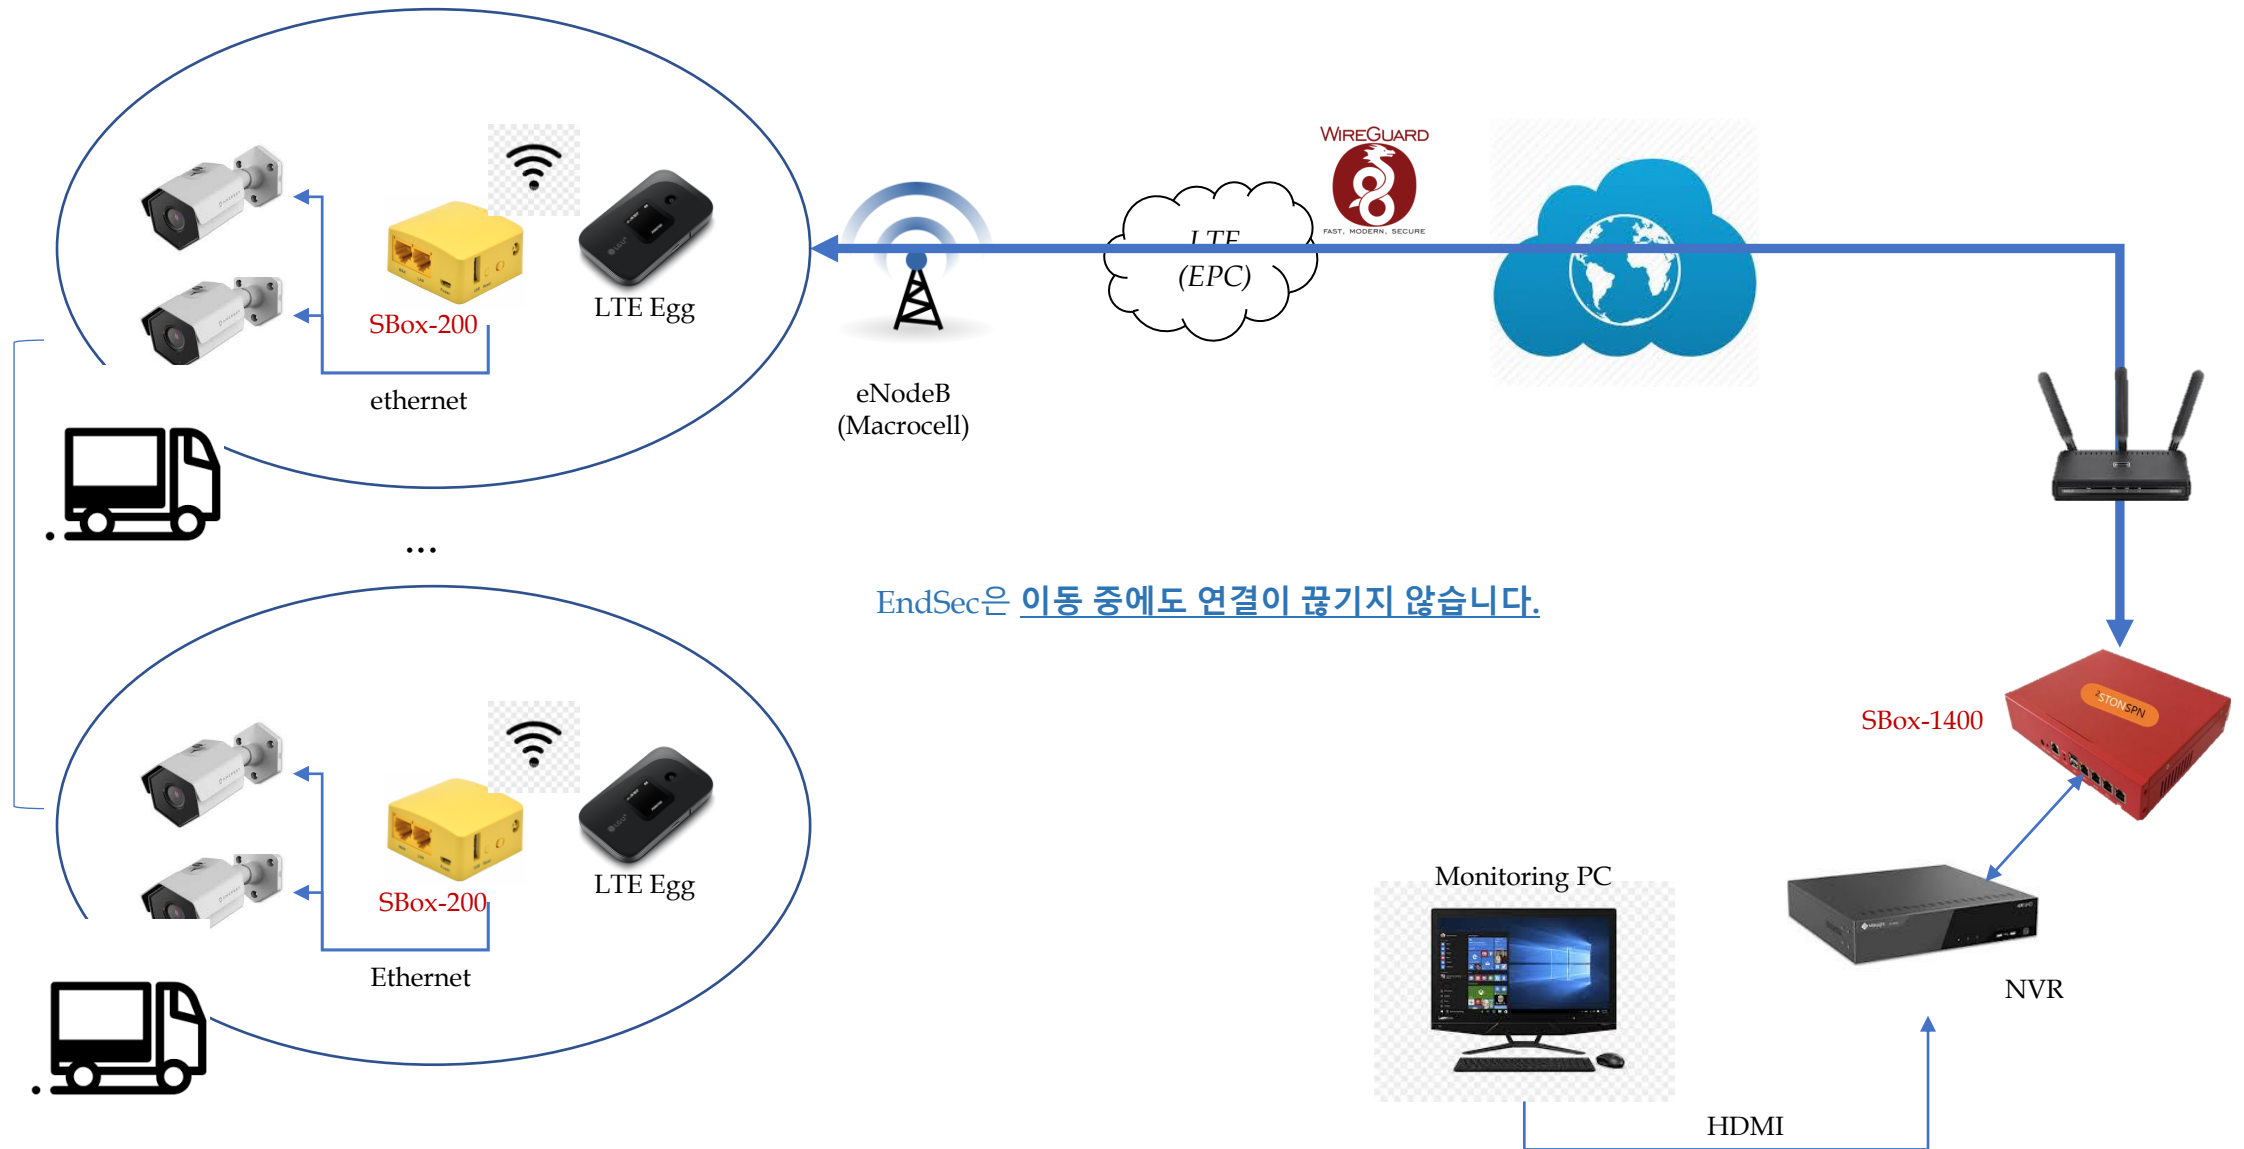 WIREGUARD
FAST, MODERN, SECURE
LTE
(EPC)
SBox-200
LTE Egg
ethernet
eNodeB
(Macrocell)
...
EndSec은 이동 중에도 연결이 끊기지 않습니다.
STONSPN
SBox-1400
SBox-200
LTE Egg
Ethernet
Monitoring PC
NVR
HDMI